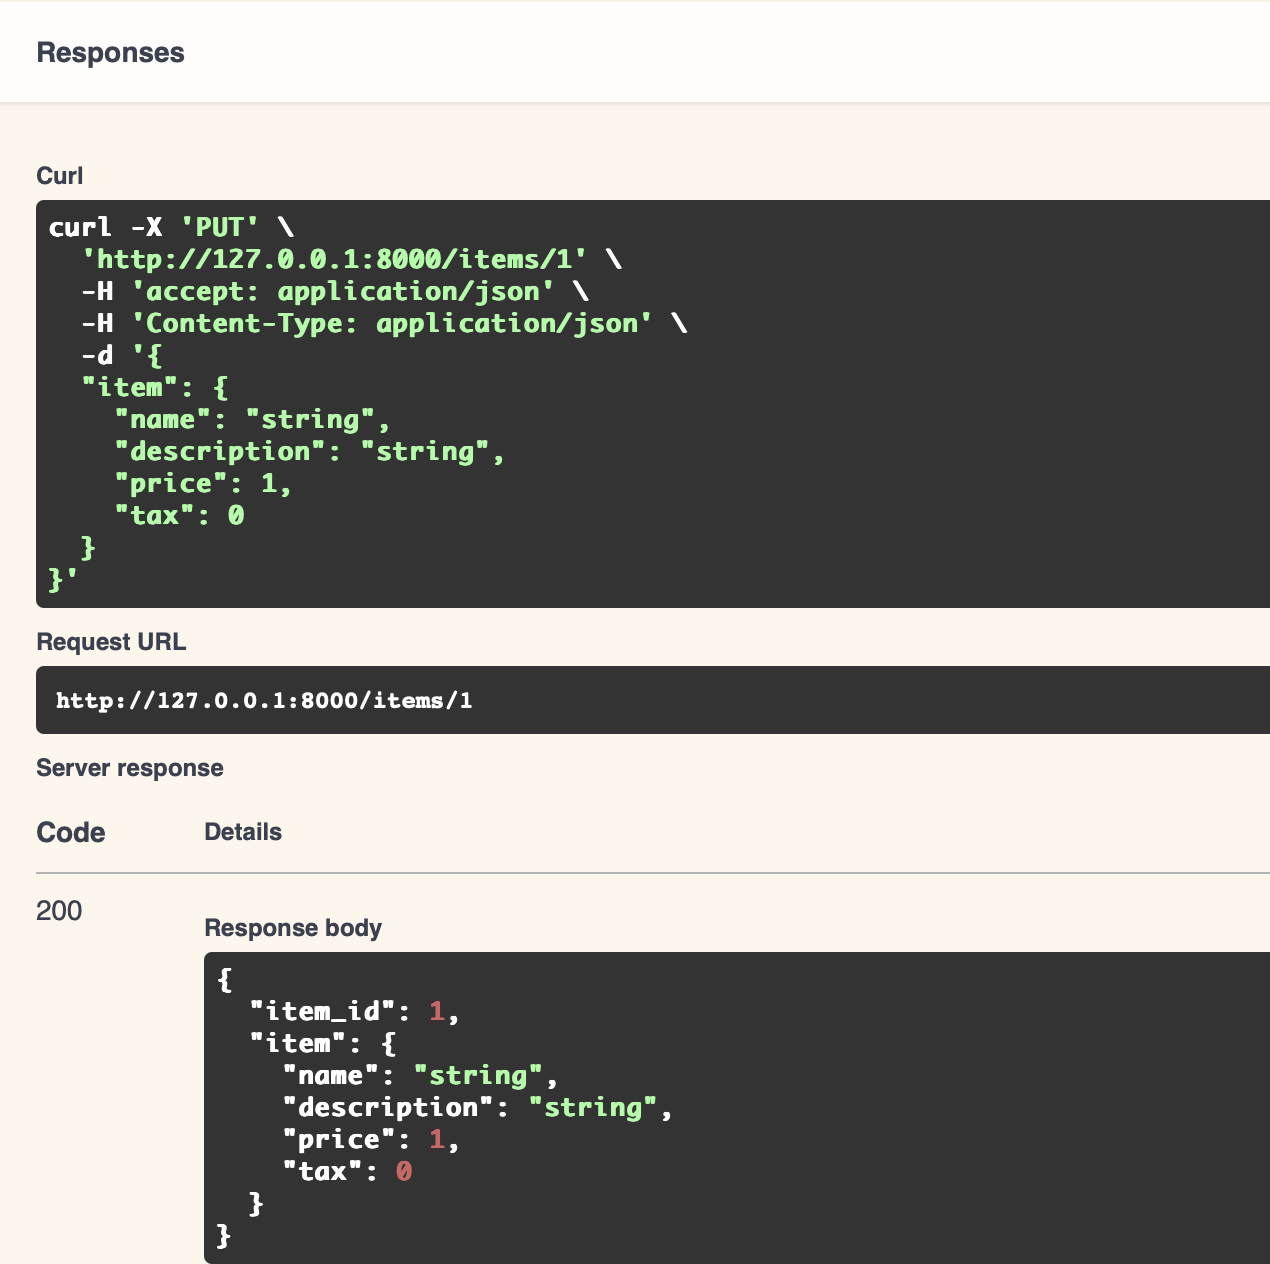 Responses
Curl
curl -X 'PUT' \
  'http://127.0.0.1:8000/items/1' \
  -H 'accept: application/json' \
  -H 'Content-Type: application/json' \
  -d '{
  "item": {
    "name": "string",
    "description": "string",
    "price": 1,
    "tax": 0
  }
}'
Request URL
http://127.0.0.1:8000/items/1
Server response
Code Details
200
Response body
{
  "item_id": 1,
  "item": {
    "name": "string",
    "description": "string",
    "price": 1,
    "tax": 0
  }
}